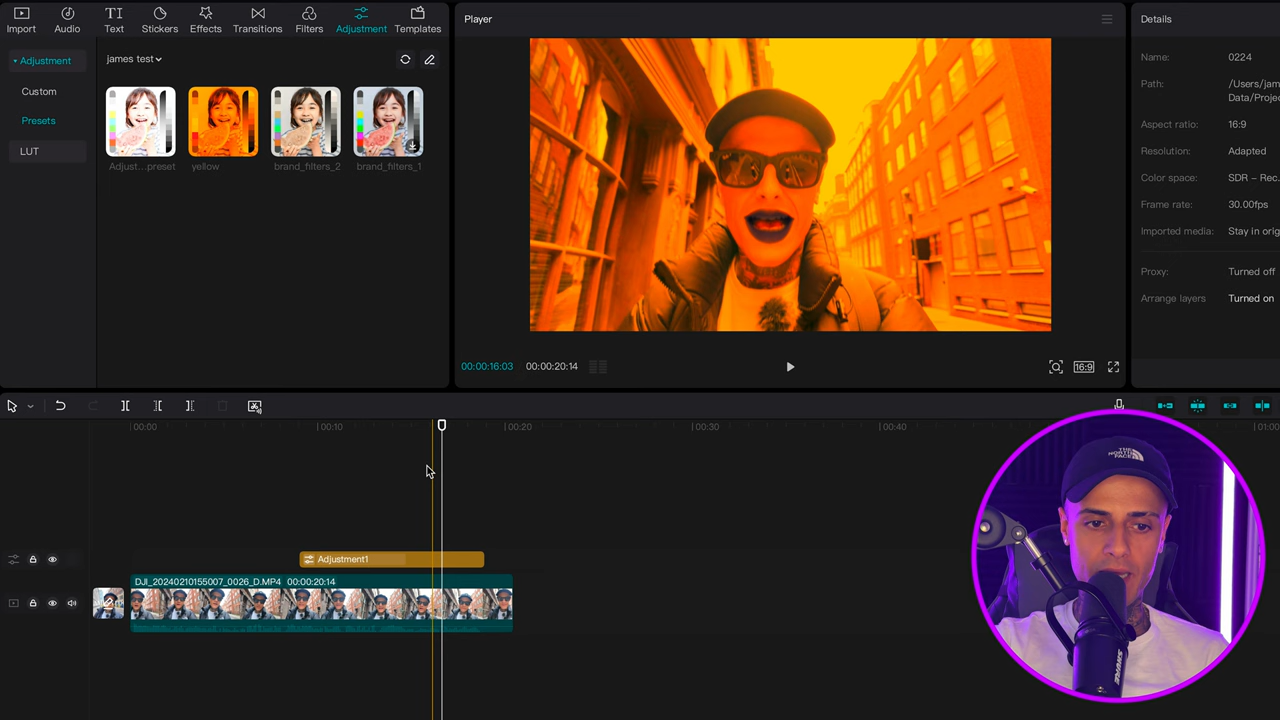 Import Audio Text Stickers Effects Transitions Filters Adjustment Templates
Adjustment
Custom
Presets
LUT
james test
Adjust...preset yellow brand_filters_2 brand_filters_1
Player
00:00:16:03 00:00:20:14
16:9
Details
Name: 0224
Path: /Users/jam
Data/Proje
Aspect ratio: 16:9
Resolution: Adapted
Color space: SDR - Rec.
Frame rate: 30.00fps
Imported media: Stay in orig
Proxy: Turned off
Arrange layers Turned on
00:00 00:10 00:20 00:30 00:40 01:00
Adjustment1
DJI_20240210155007_0026_D.MP4 00:00:20:14
THE NORTH FACE
SHURE